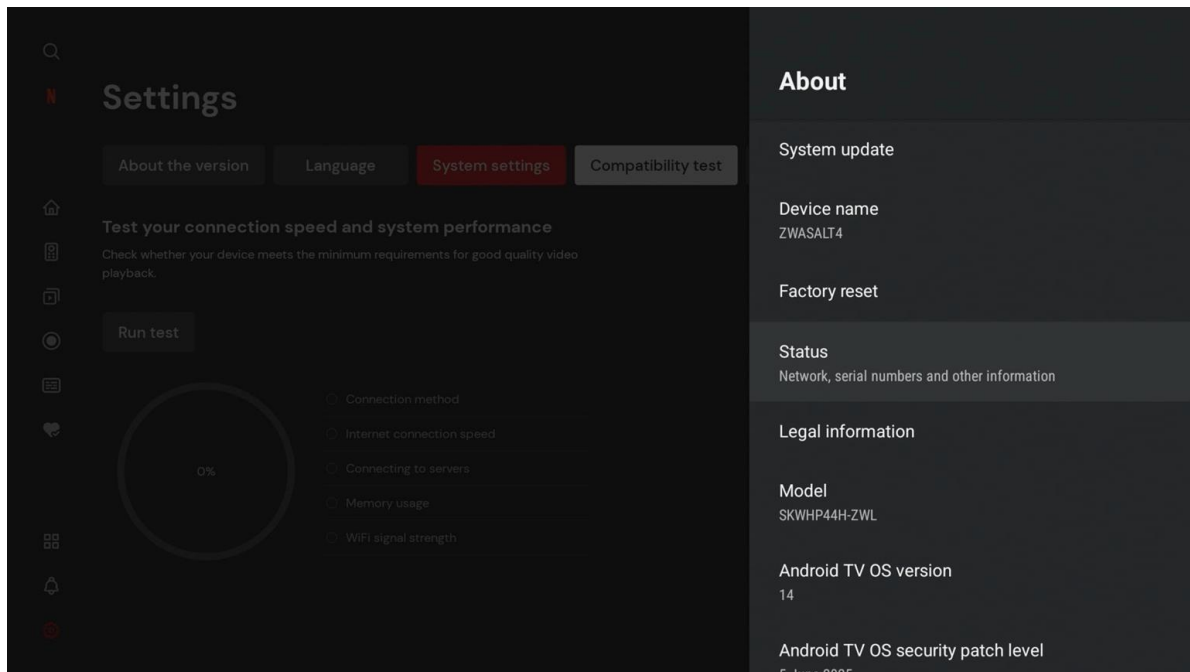 Settings
About the version
Language
System settings
Compatibility test
Test your connection speed and system performance
Check whether your device meets the minimum requirements for good quality video
playback.
Run test
0%
Connection method
Internet connection speed
Connecting to servers
Memory usage
WiFi signal strength
About
System update
Device name
ZWASALT4
Factory reset
Status
Network, serial numbers and other information
Legal information
Model
SKWHP44H-ZWL
Android TV OS version
14
Android TV OS security patch level